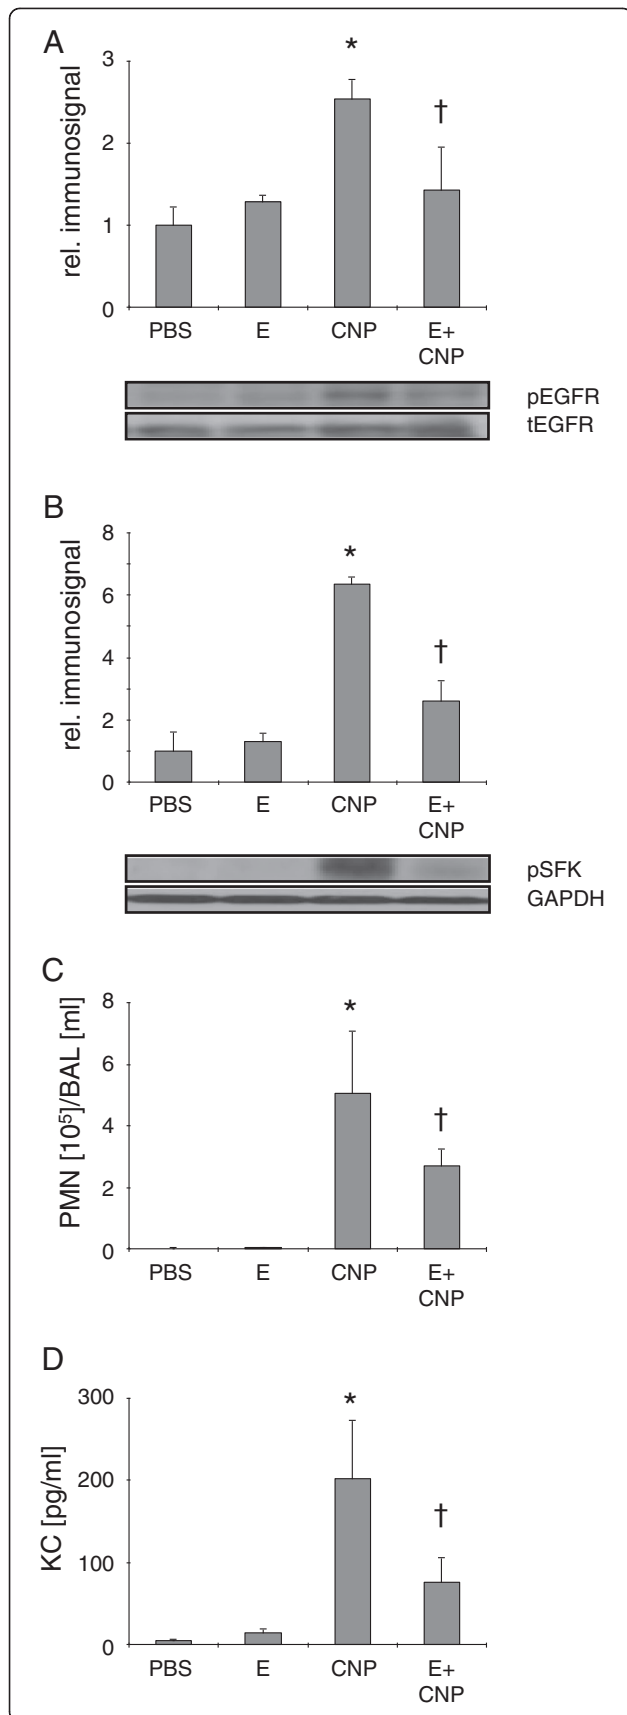 A
rel. immunosignal
3
*
2
†
1
0
PBS E CNP E+
CNP
pEGFR
tEGFR
B
rel. immunosignal
8
*
6
4
†
2
0
PBS E CNP E+
CNP
pSFK
GAPDH
C
PMN [10⁵]/BAL [ml]
8
*
6
4
†
2
0
PBS E CNP E+
CNP
D
KC [pg/ml]
300
*
200
†
100
0
PBS E CNP E+
CNP